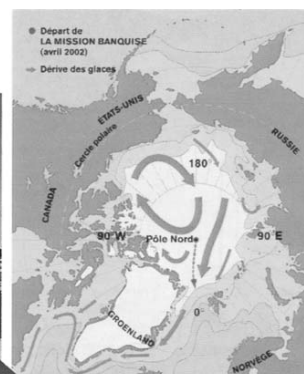 Départ de
LA MISSION BANQUISE
(avril 2002)
Dérive des glaces
ÉTATS-UNIS
Cercle polaire
RUSSIE
180
CANADA
90°W
Pôle Nord
90°E
0
GROENLAND
NORVÈGE